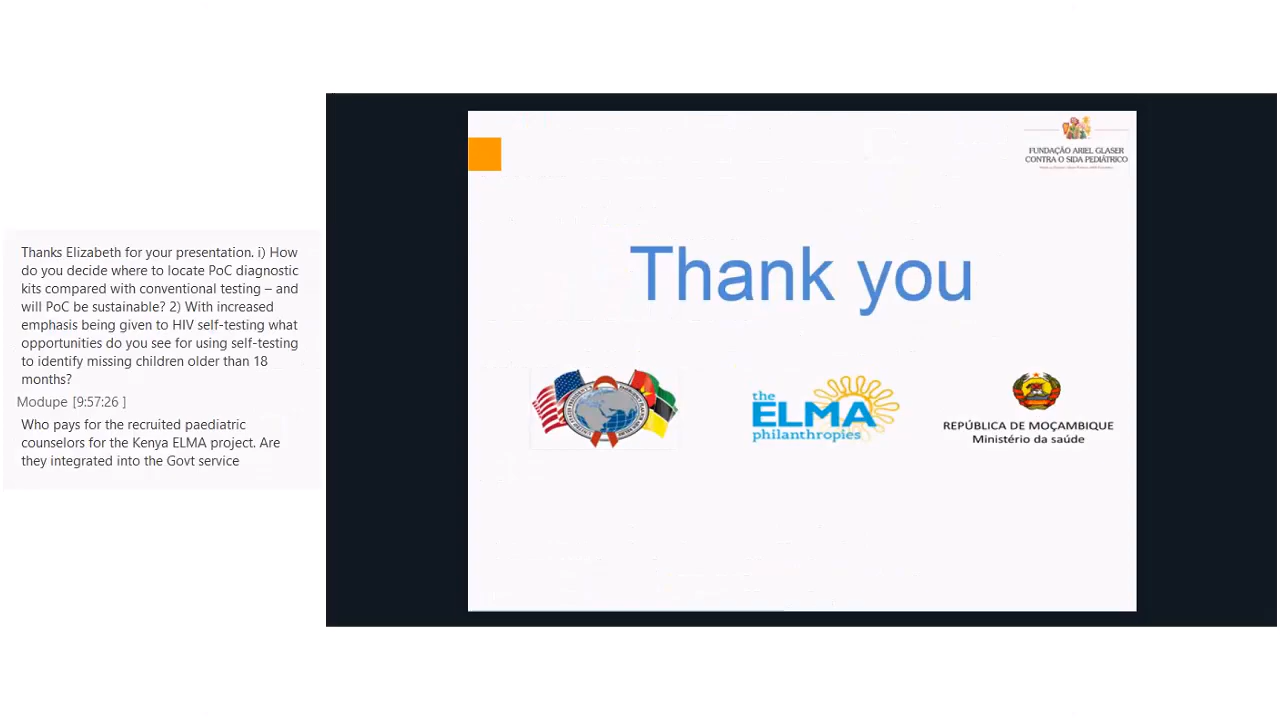 Thanks Elizabeth for your presentation. i) How
do you decide where to locate PoC diagnostic
kits compared with conventional testing – and
will PoC be sustainable? 2) With increased
emphasis being given to HIV self-testing what
opportunities do you see for using self-testing
to identify missing children older than 18
months?
Modupe [9:57:26 ]
Who pays for the recruited paediatric
counselors for the Kenya ELMA project. Are
they integrated into the Govt service
FUNDAÇÃO ARIEL GLASER
CONTRA O SIDA PEDIÁTRICO
Thank you
the
ELMA
philanthropies
REPÚBLICA DE MOÇAMBIQUE
Ministério da saúde